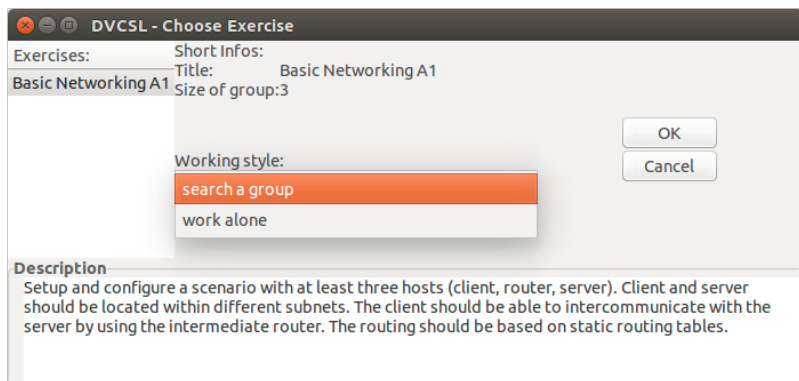 DVCSL - Choose Exercise
Exercises:
Basic Networking A1
Short Infos:
Title: Basic Networking A1
Size of group:3
Working style:
search a group
work alone
OK
Cancel
Description
Setup and configure a scenario with at least three hosts (client, router, server). Client and server
should be located within different subnets. The client should be able to intercommunicate with the
server by using the intermediate router. The routing should be based on static routing tables.